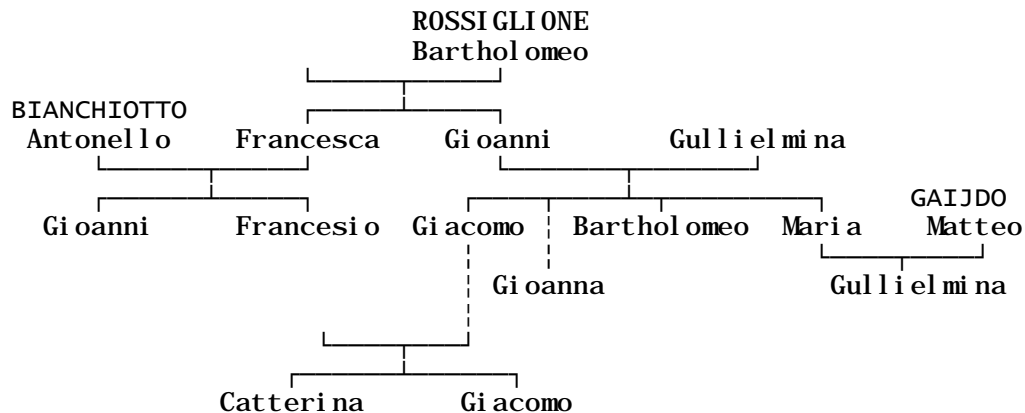 ROSSIGLIONE
Bartholomeo
BIANCHIOTTO
Antonello Francesca Gioanni Gullielmina
GAIJDO
Gioanni Francesio Giacomo Bartholomeo Maria Matteo
Gioanna Gullielmina
Catterina Giacomo